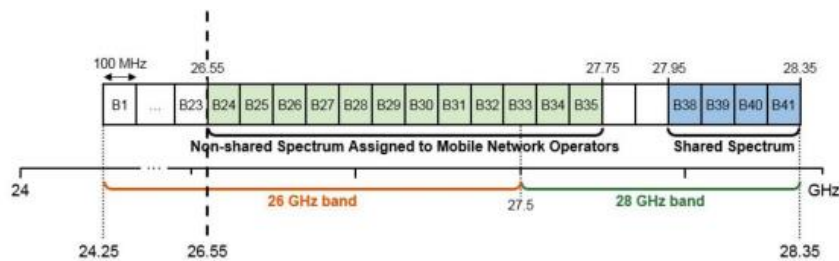 100 MHz
26.55
27.75
27.95
28.35
B1 ... B23 B24 B25 B26 B27 B28 B29 B30 B31 B32 B33 B34 B35 B38 B39 B40 B41
Non-shared Spectrum Assigned to Mobile Network Operators
Shared Spectrum
...
24
GHz
26 GHz band
27.5
28 GHz band
24.25
26.55
28.35